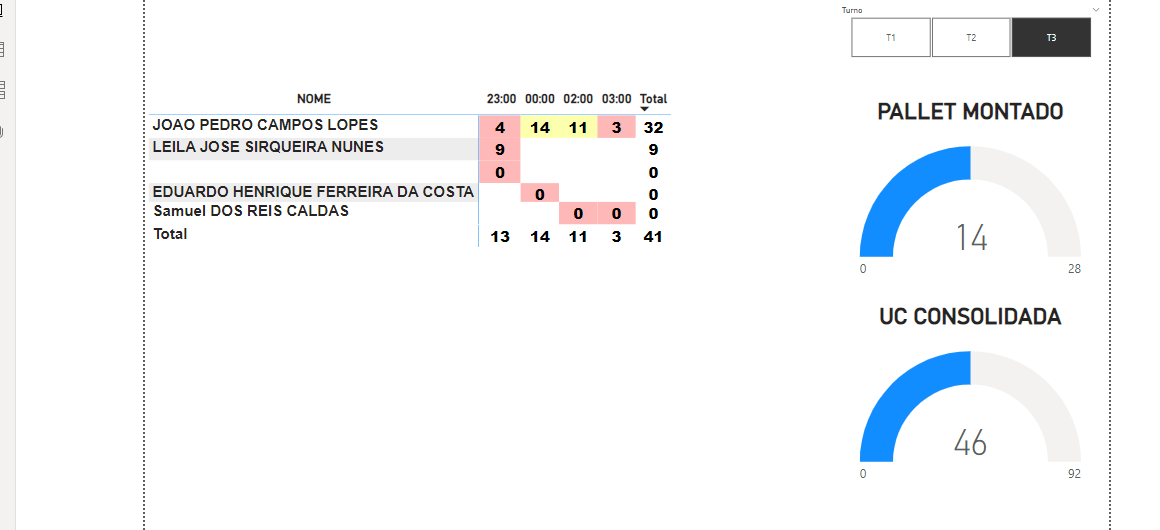 Turno
T1 T2 T3
NOME 23:00 00:00 02:00 03:00 Total
JOAO PEDRO CAMPOS LOPES 4 14 11 3 32
LEILA JOSE SIRQUEIRA NUNES 9 9
0 0
EDUARDO HENRIQUE FERREIRA DA COSTA 0 0
Samuel DOS REIS CALDAS 0 0 0
Total 13 14 11 3 41
PALLET MONTADO
14
0 28
UC CONSOLIDADA
46
0 92